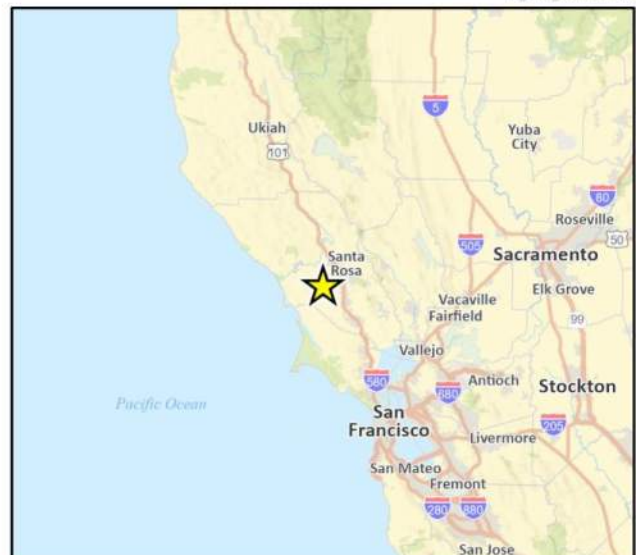 5
Ukiah
101
Yuba
City
80
Roseville
50
505
Santa
Rosa
Sacramento
Elk Grove
Vacaville
Fairfield
99
Vallejo
580
Antioch
680
Stockton
Pacific Ocean
San
Francisco
205
Livermore
San Mateo
Fremont
280
880
San Jose